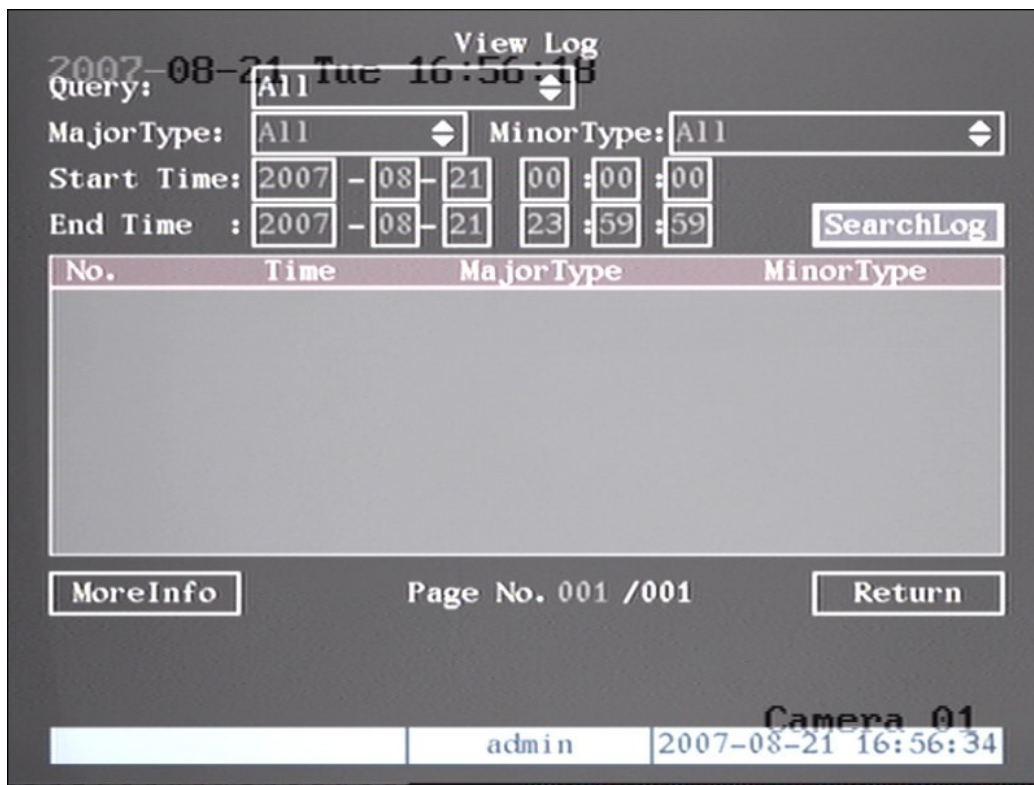 View Log
2007-08-21 Tue 16:56:18
Query: All
MajorType: All MinorType: All
Start Time: 2007 - 08 - 21 00 : 00 : 00
End Time : 2007 - 08 - 21 23 : 59 : 59 SearchLog
No. Time MajorType MinorType
MoreInfo Page No. 001 /001 Return
Camera 01
admin 2007-08-21 16:56:34